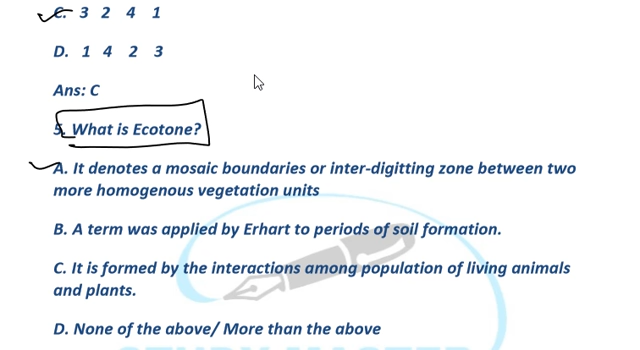 C. 3 2 4 1
D. 1 4 2 3
Ans: C
5. What is Ecotone?
A. It denotes a mosaic boundaries or inter-digitting zone between two
more homogenous vegetation units
B. A term was applied by Erhart to periods of soil formation.
C. It is formed by the interactions among population of living animals
and plants.
D. None of the above/ More than the above